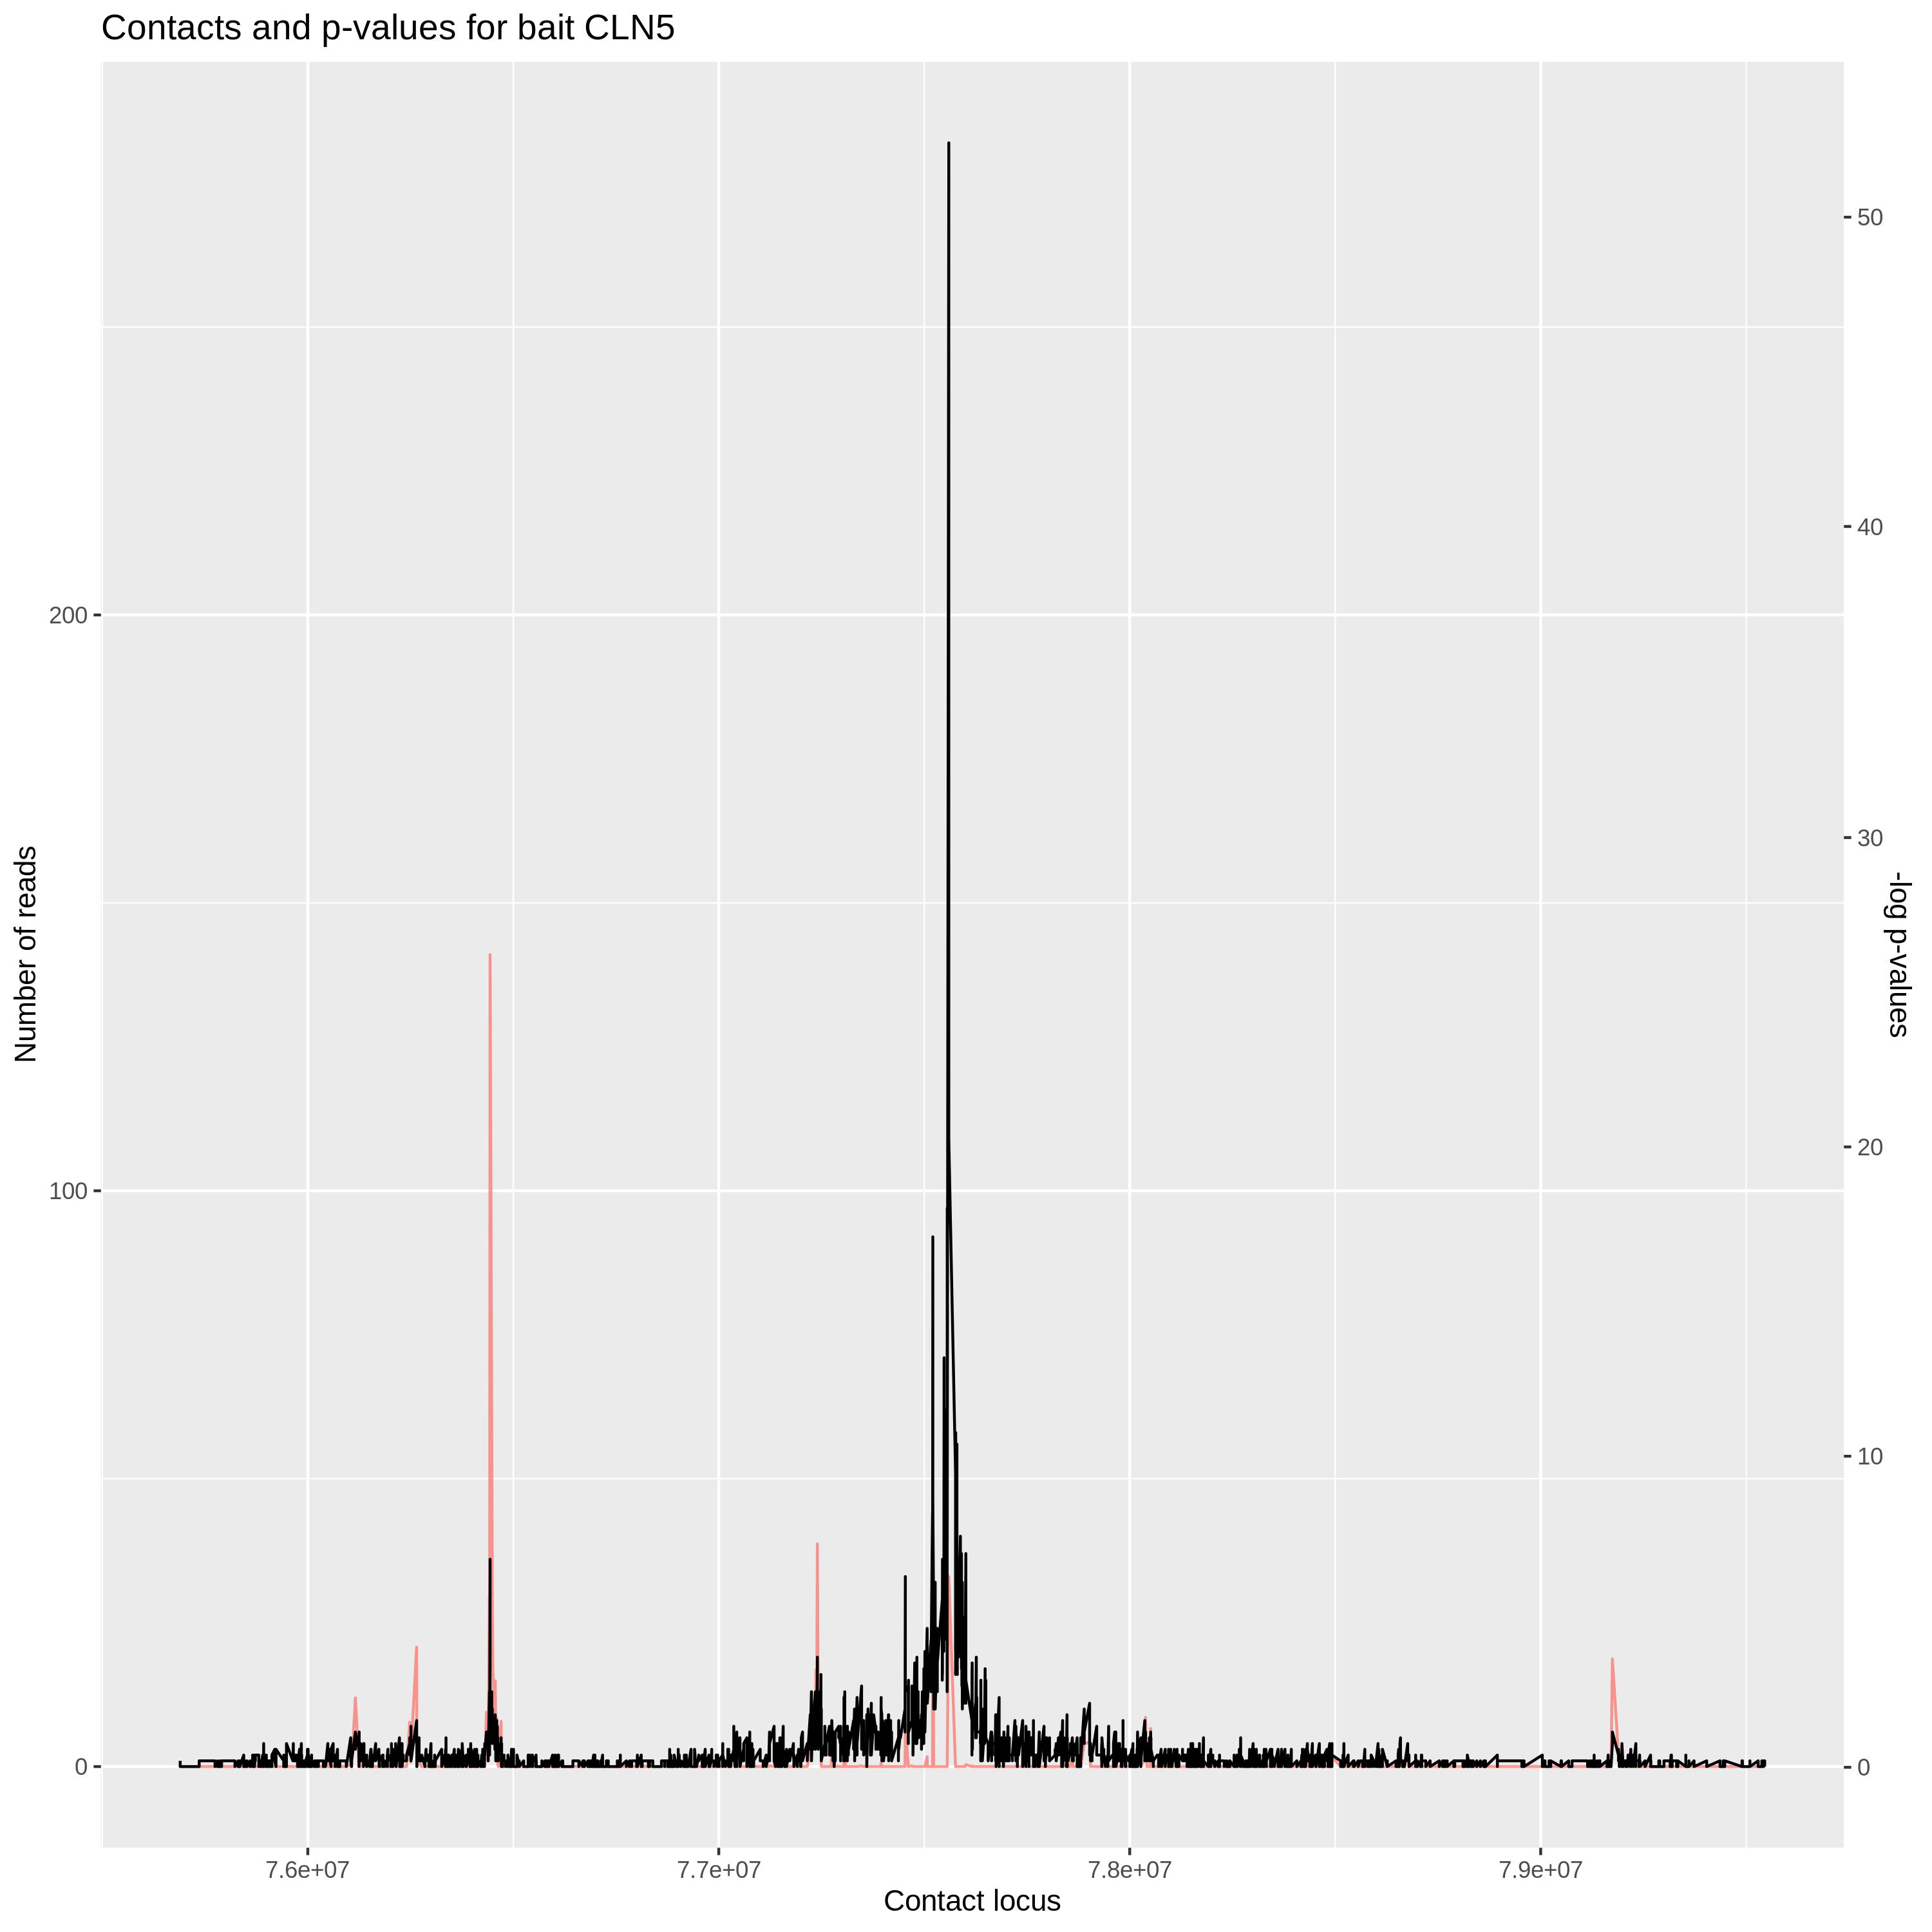 Contacts and p-values for bait CLN5
Number of reads
200
100
0
50
40
30
20
10
0
-log p-values
7.6e+07
7.7e+07
7.8e+07
7.9e+07
Contact locus